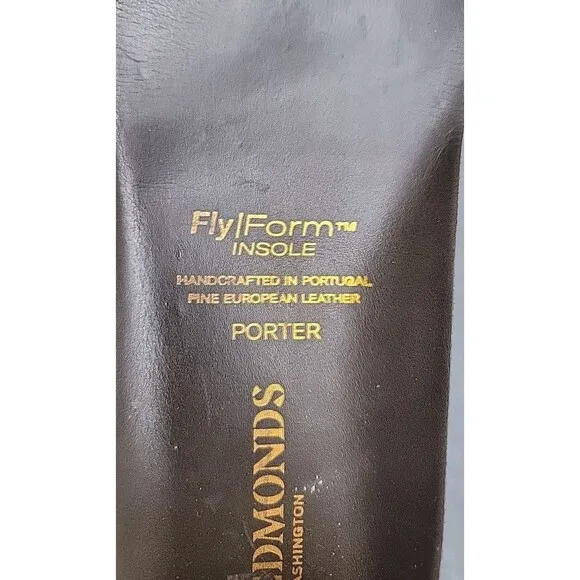 Fly/Form™
INSOLE
HANDCRAFTED IN PORTUGAL
FINE EUROPEAN LEATHER
PORTER
EDMONDS
ASHINGTON